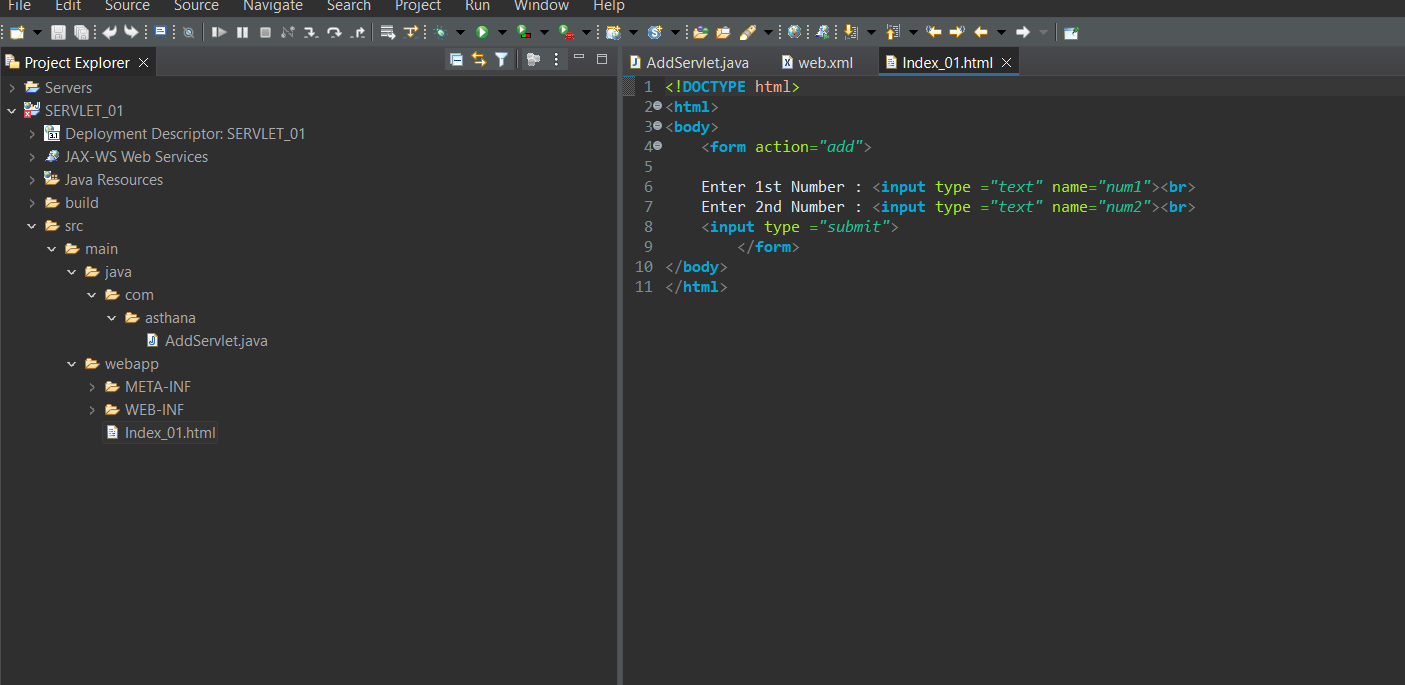 File Edit Source Source Navigate Search Project Run Window Help
Project Explorer
Servers
SERVLET_01
3.1 Deployment Descriptor: SERVLET_01
JAX-WS Web Services
Java Resources
build
src
main
java
com
asthana
AddServlet.java
webapp
META-INF
WEB-INF
Index_01.html
AddServlet.java web.xml Index_01.html
1 <!DOCTYPE html>
2 <html>
3 <body>
4 <form action="add">
5
6 Enter 1st Number : <input type ="text" name="num1"><br>
7 Enter 2nd Number : <input type ="text" name="num2"><br>
8 <input type ="submit">
9 </form>
10 </body>
11 </html>